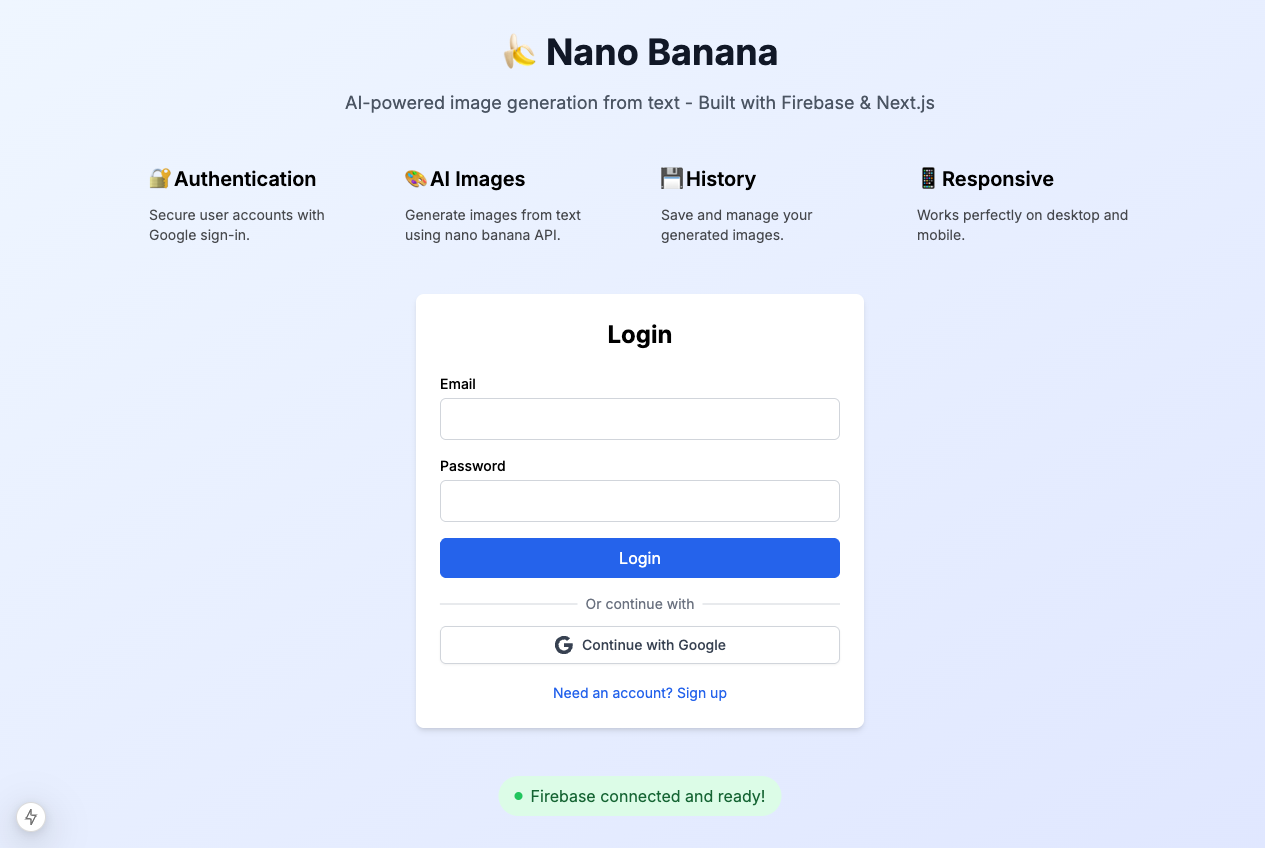 🍌 Nano Banana
AI-powered image generation from text - Built with Firebase & Next.js
🔐 Authentication
Secure user accounts with
Google sign-in.
🎨 AI Images
Generate images from text
using nano banana API.
💾 History
Save and manage your
generated images.
📱 Responsive
Works perfectly on desktop and
mobile.
Login
Email
Password
Login
Or continue with
Continue with Google
Need an account? Sign up
Firebase connected and ready!